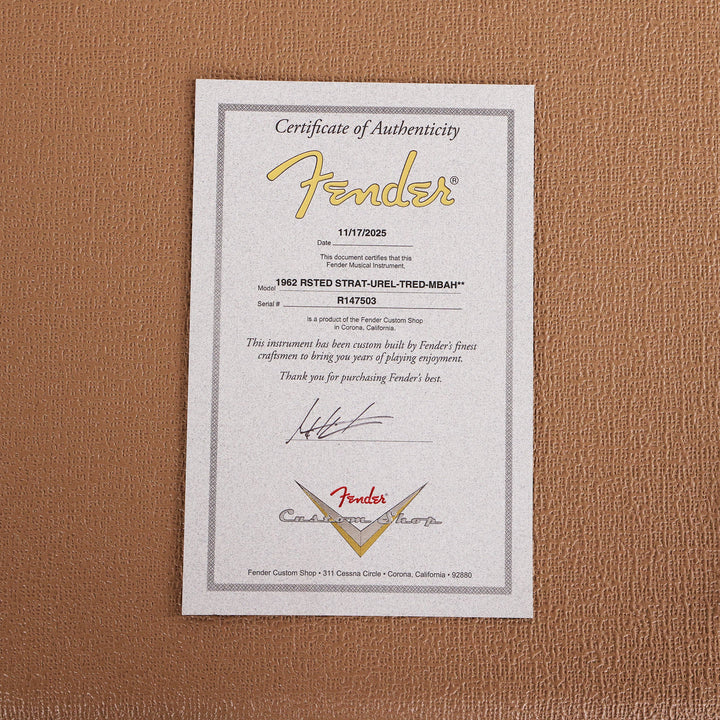 Certificate of Authenticity
Fender®
11/17/2025
Date
This document certifies that this
Fender Musical Instrument.
Model 1962 RSTED STRAT-UREL-TRED-MBAH**
Serial # R147503
is a product of the Fender Custom Shop
in Corona, California.
This instrument has been custom built by Fender's finest
craftsmen to bring you years of playing enjoyment.
Thank you for purchasing Fender's best.
Fender
Custom Shop
Fender Custom Shop • 311 Cessna Circle • Corona, California • 92880